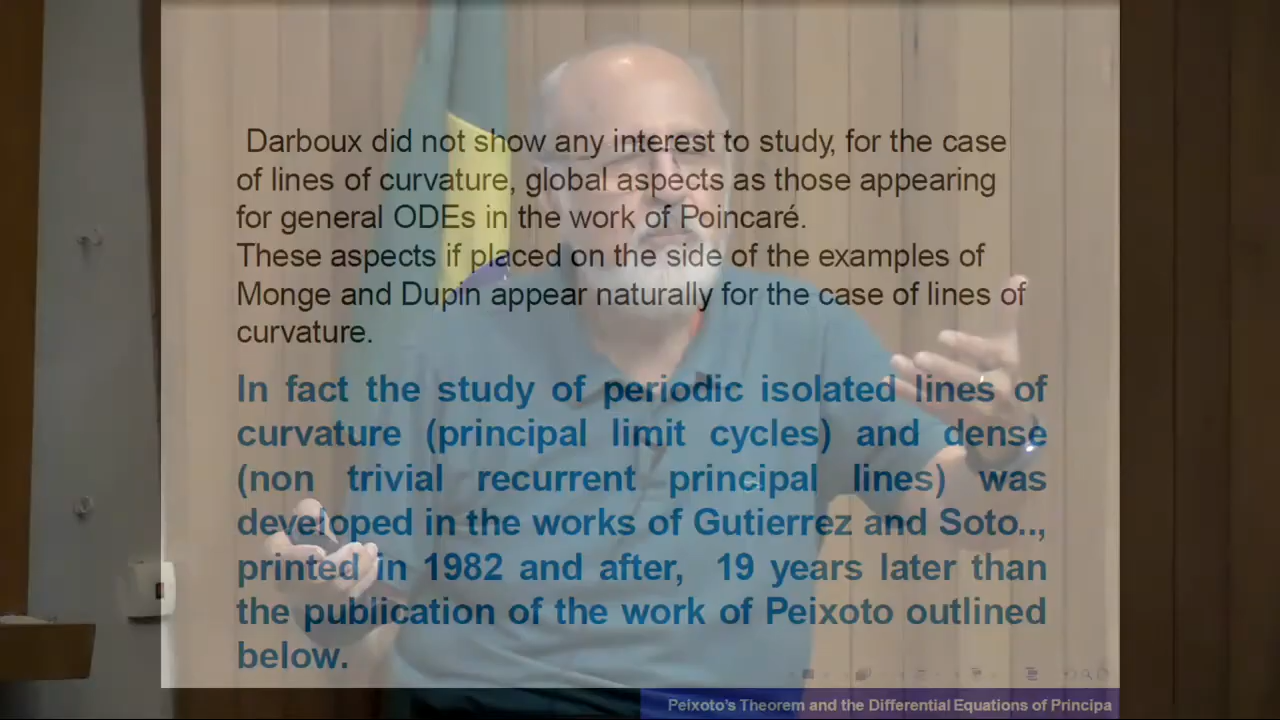 Darboux did not show any interest to study, for the case
of lines of curvature, global aspects as those appearing
for general ODEs in the work of Poincaré.
These aspects if placed on the side of the examples of
Monge and Dupin appear naturally for the case of lines of
curvature.
In fact the study of periodic isolated lines of
curvature (principal limit cycles) and dense
(non trivial recurrent principal lines) was
developed in the works of Gutierrez and Soto..,
printed in 1982 and after, 19 years later than
the publication of the work of Peixoto outlined
below.
Peixoto's Theorem and the Differential Equations of Principa